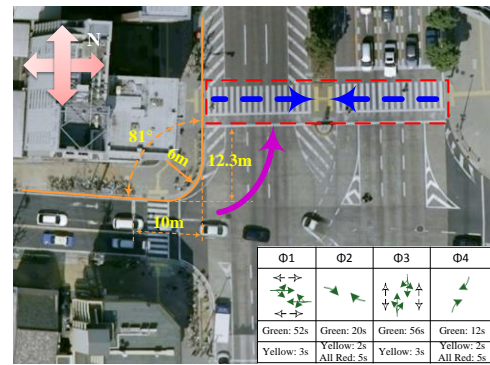 N
81°
6m
12.3m
10m
Φ1 Φ2 Φ3 Φ4
Green: 52s Green: 20s Green: 56s Green: 12s
Yellow: 3s Yellow: 2s All Red: 5s Yellow: 3s Yellow: 2s All Red: 5s